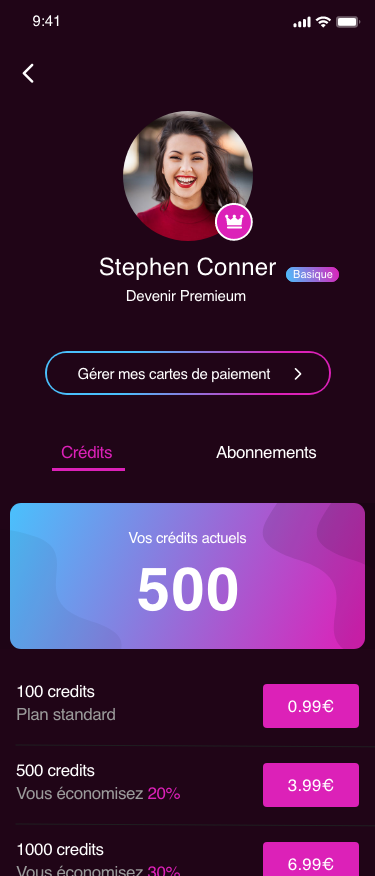 9:41
Stephen Conner
Basique
Devenir Premieum
Gérer mes cartes de paiement
Crédits
Abonnements
Vos crédits actuels
500
100 credits
0.99€
Plan standard
500 credits
3.99€
Vous économisez 20%
1000 credits
6.99€
Vous économisez 30%